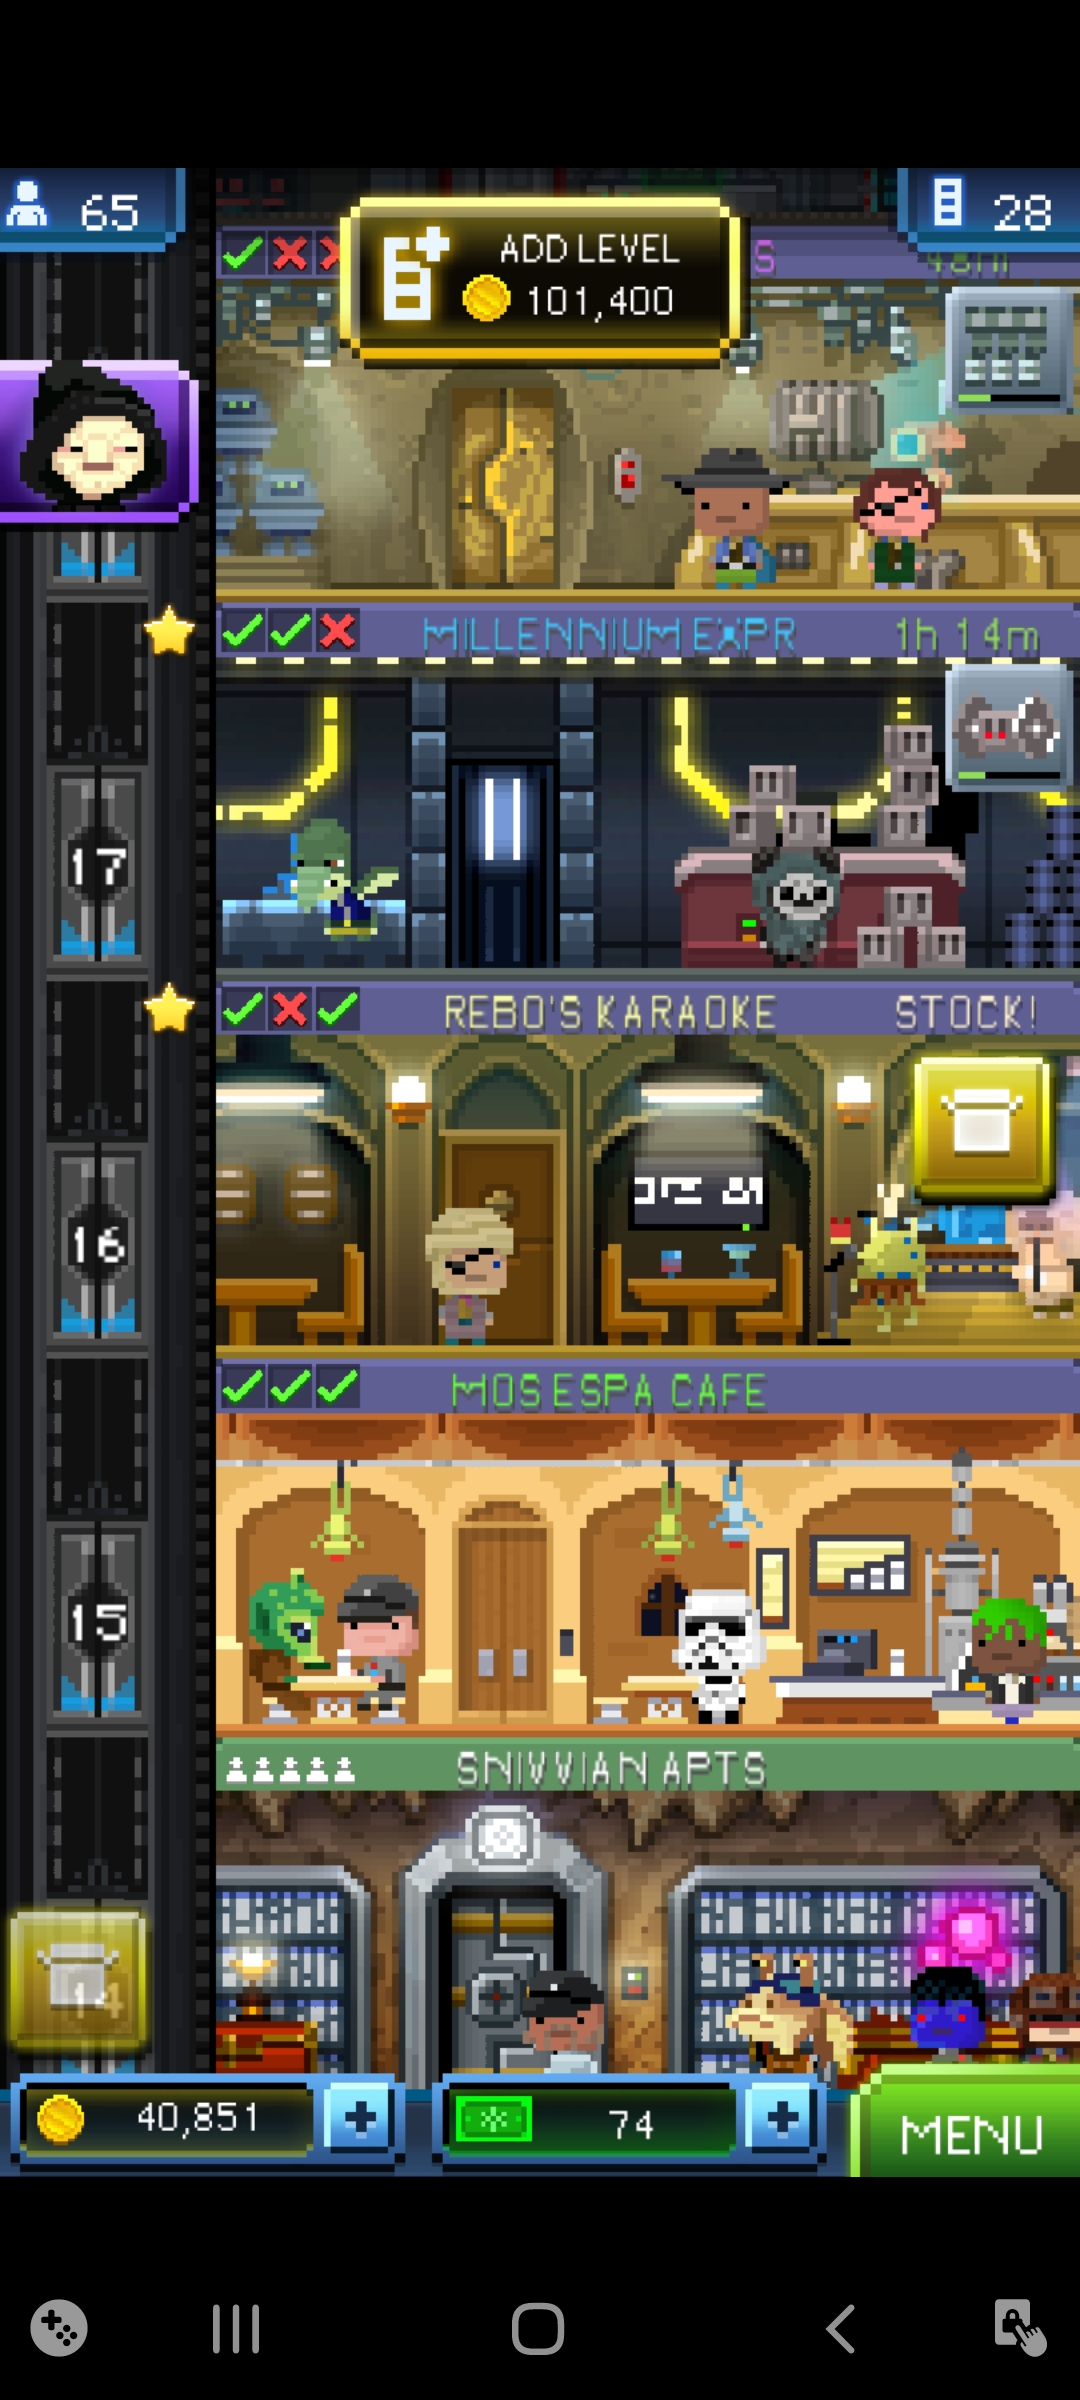 65
28
ADD LEVEL
101,400
S
48m
MILLENNIUM EXPR 1h 14m
17
REBO'S KARAOKE STOCK!
16
MOS ESPA CAFE
15
SNIVVIAN APTS
14
40,851
74
MENU